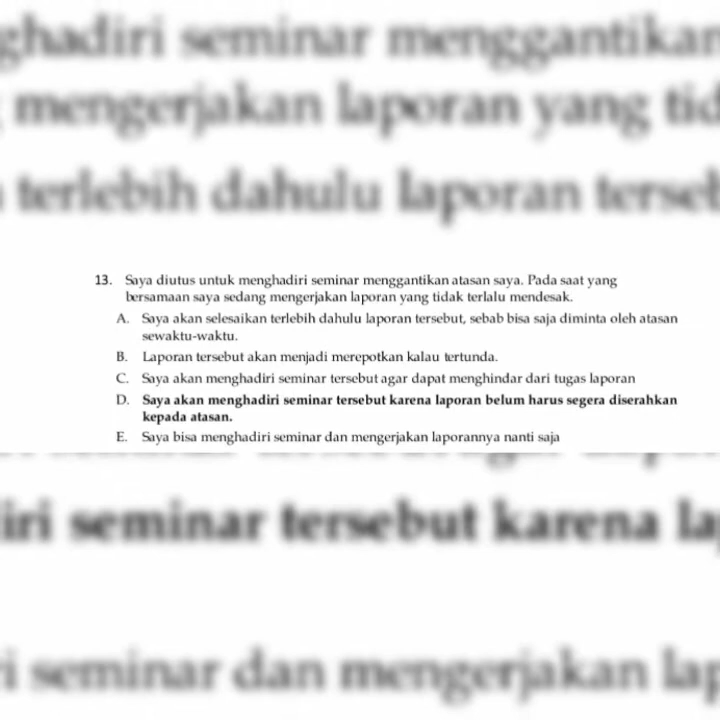 ghadiri seminar menggantikan
mengerjakan laporan yang tid
terlebih dahulu laporan terseb
13. Saya diutus untuk menghadiri seminar menggantikan atasan saya. Pada saat yang
bersamaan saya sedang mengerjakan laporan yang tidak terlalu mendesak.
A. Saya akan selesaikan terlebih dahulu laporan tersebut, sebab bisa saja diminta oleh atasan
sewaktu-waktu.
B. Laporan tersebut akan menjadi merepotkan kalau tertunda.
C. Saya akan menghadiri seminar tersebut agar dapat menghindar dari tugas laporan
D. Saya akan menghadiri seminar tersebut karena laporan belum harus segera diserahkan
kepada atasan.
E. Saya bisa menghadiri seminar dan mengerjakan laporannya nanti saja
iri seminar tersebut karena la
i seminar dan mengerjakan lap